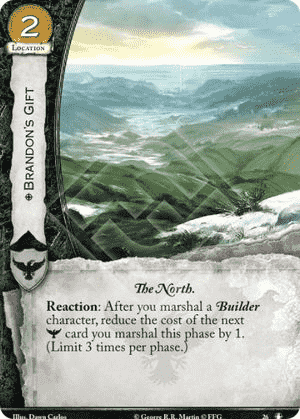 2
LOCATION
BRANDON'S GIFT
The North.
Reaction: After you marshal a Builder
character, reduce the cost of the next
card you marshal this phase by 1.
(Limit 3 times per phase.)
Illus. Dawn Carlos
© George R.R. Martin © FFG
26